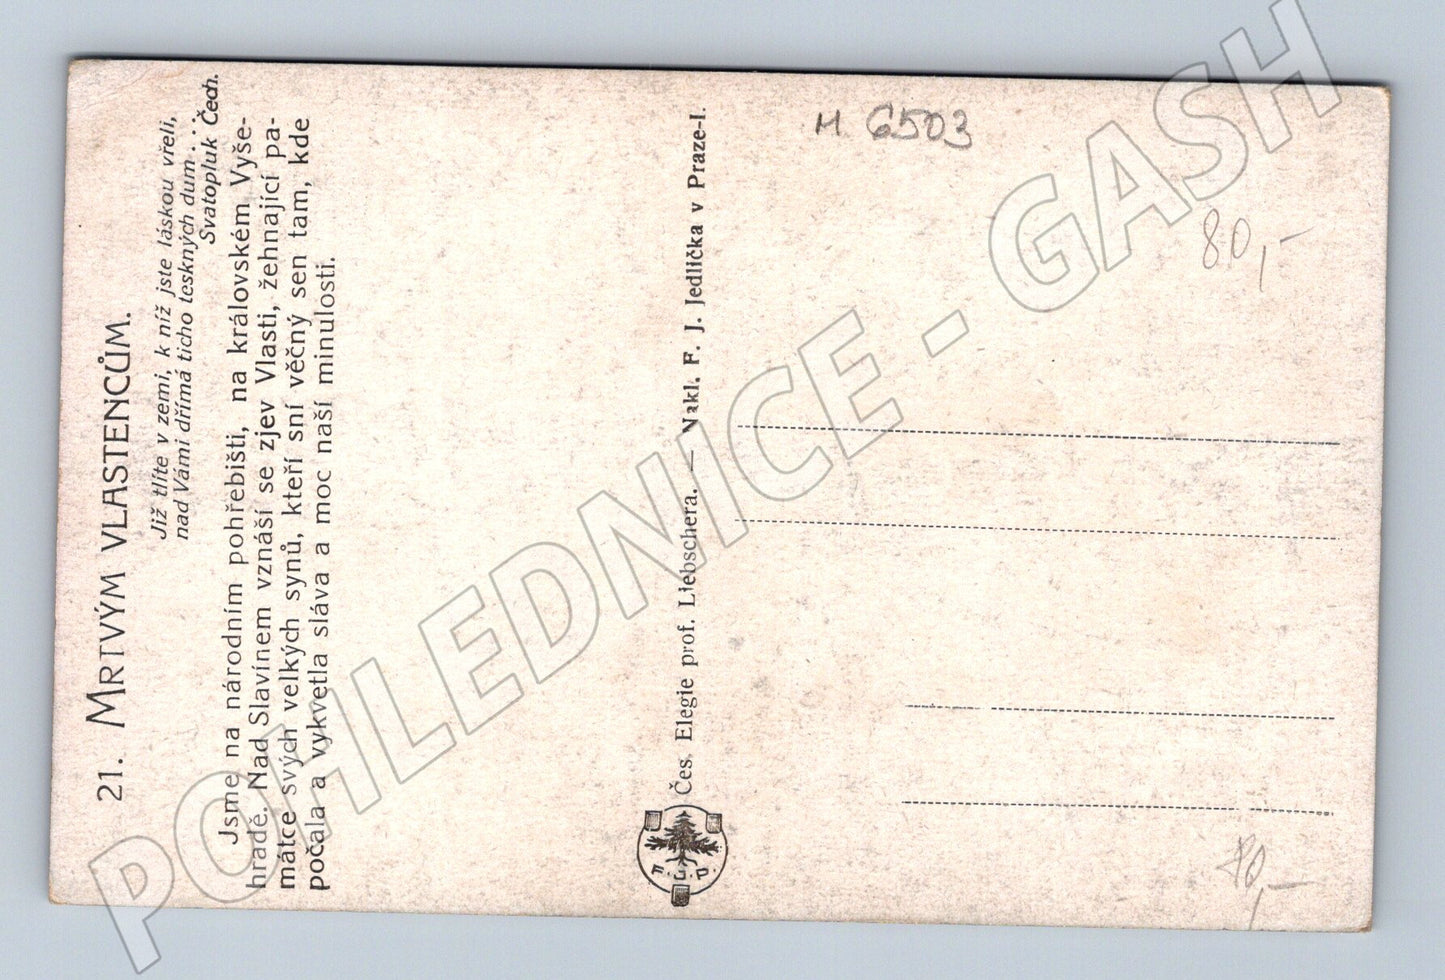 21. MRTVÝM VLASTENCŮM.
Již tlíte v zemi, k níž jste láskou vřeli,
nad Vámi dřímá ticho teskných dum . . .
Svatopluk Čech.
Jsme na národním pohřebišti, na královském Vyše-
hradě. Nad Slavínem vznáší se zjev Vlasti, žehnající pa-
mátce svých velkých synů, kteří sní věčný sen tam, kde
počala a vykvetla sláva a moc naší minulosti.
Čes. Elegie prof. Liebschera. — Nakl. F. J. Jedlička v Praze-I.
F. J. P.
M 6503
80,-
80,-
POHLEDNICE - GASH